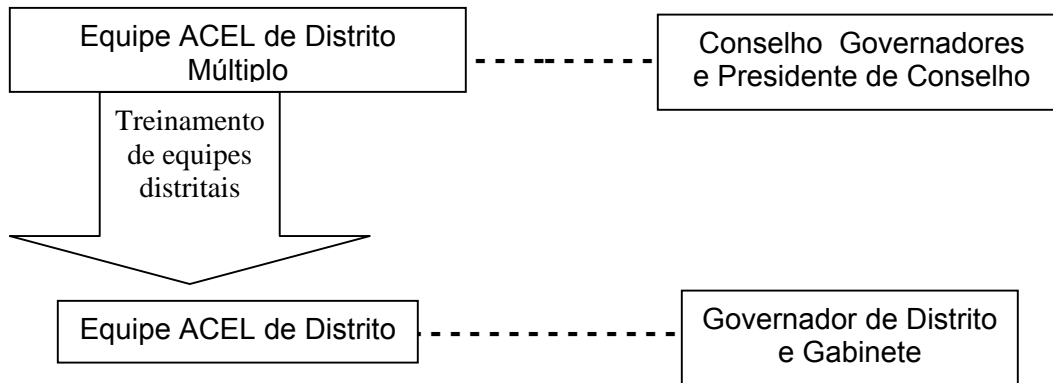 Equipe ACEL de Distrito
Múltiplo
Conselho Governadores
e Presidente de Conselho
Treinamento
de equipes
distritais
Equipe ACEL de Distrito
Governador de Distrito
e Gabinete